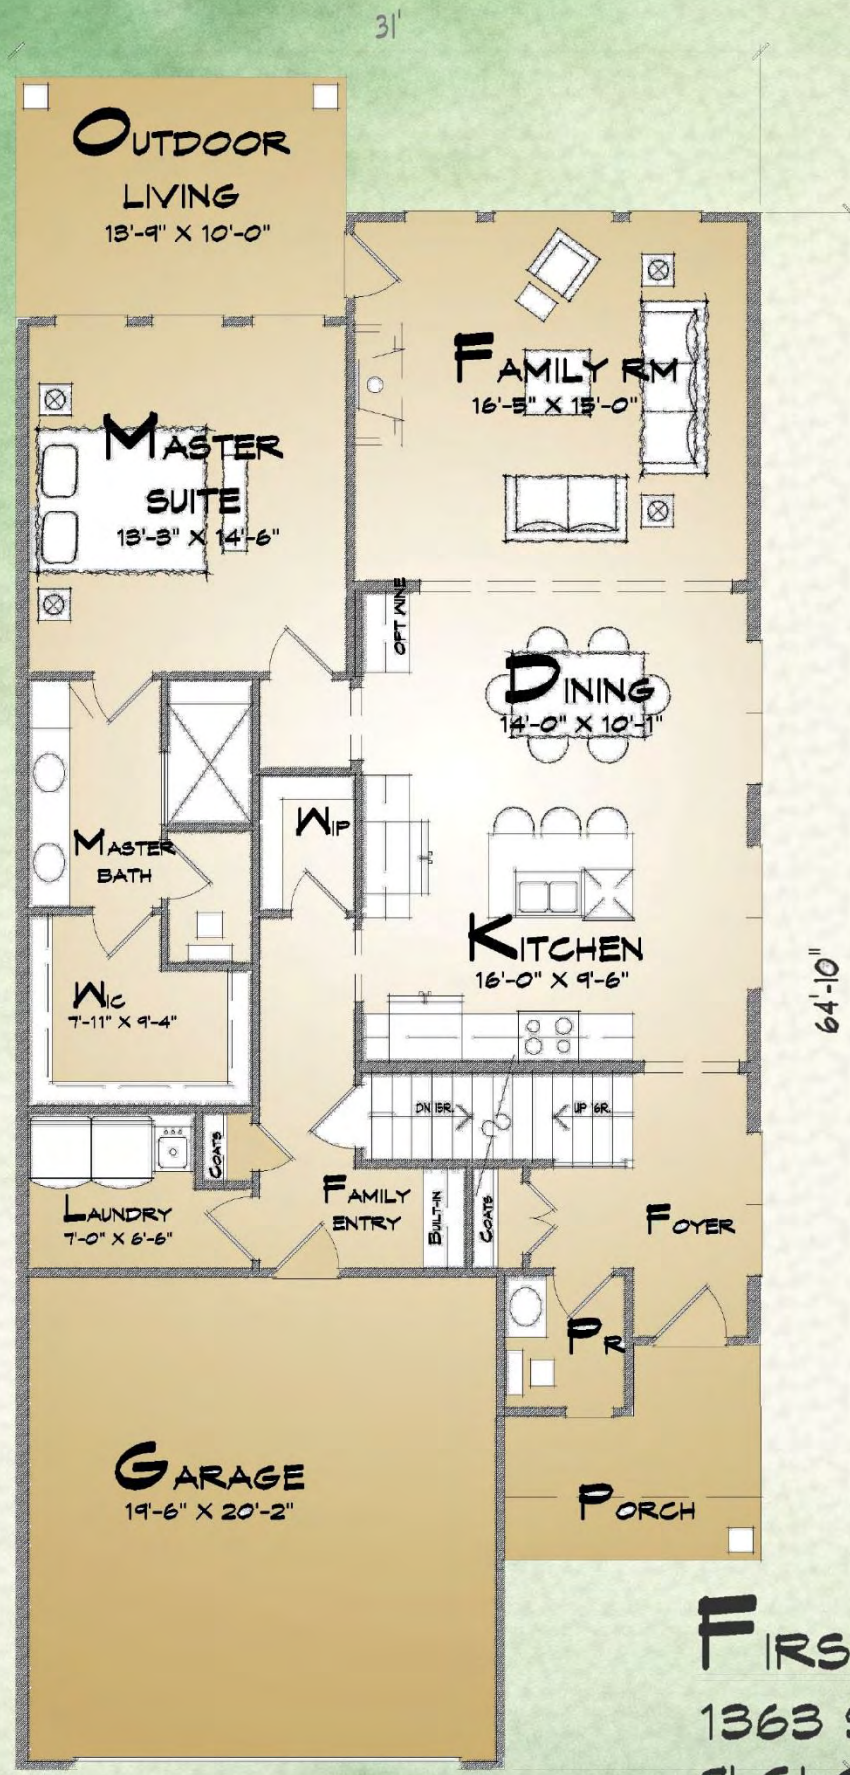 31'
OUTDOOR
LIVING
13'-9" X 10'-0"
FAMILY RM
16'-5" X 15'-0"
MASTER
SUITE
13'-3" X 14'-6"
OPT WINE
DINING
14'-0" X 10'-1"
WIP
MASTER
BATH
KITCHEN
16'-0" X 9'-6"
64'-10"
WIC
7'-11" X 9'-4"
DN 15R.
UP 16R.
COATS
FAMILY
ENTRY
BUILT-IN
COATS
LAUNDRY
7'-0" X 6'-6"
FOYER
PR
GARAGE
19'-6" X 20'-2"
PORCH
FIRS
1363 S